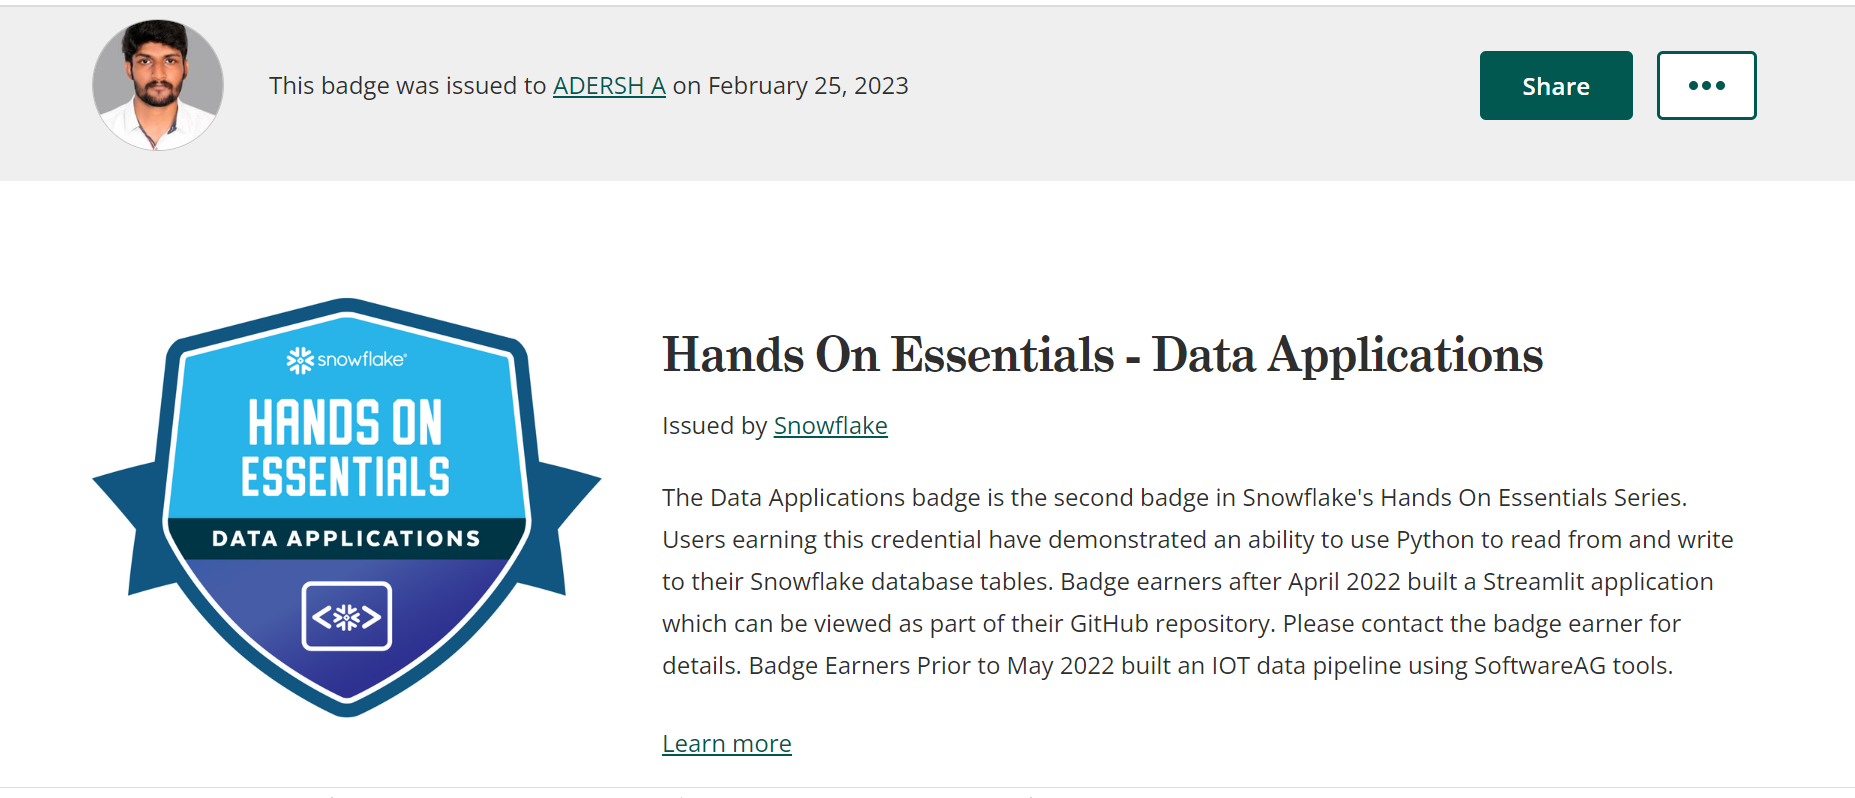 This badge was issued to ADERSH A on February 25, 2023
Share
snowflake®
HANDS ON
ESSENTIALS
DATA APPLICATIONS
Hands On Essentials - Data Applications
Issued by Snowflake
The Data Applications badge is the second badge in Snowflake's Hands On Essentials Series.
Users earning this credential have demonstrated an ability to use Python to read from and write
to their Snowflake database tables. Badge earners after April 2022 built a Streamlit application
which can be viewed as part of their GitHub repository. Please contact the badge earner for
details. Badge Earners Prior to May 2022 built an IOT data pipeline using SoftwareAG tools.
Learn more